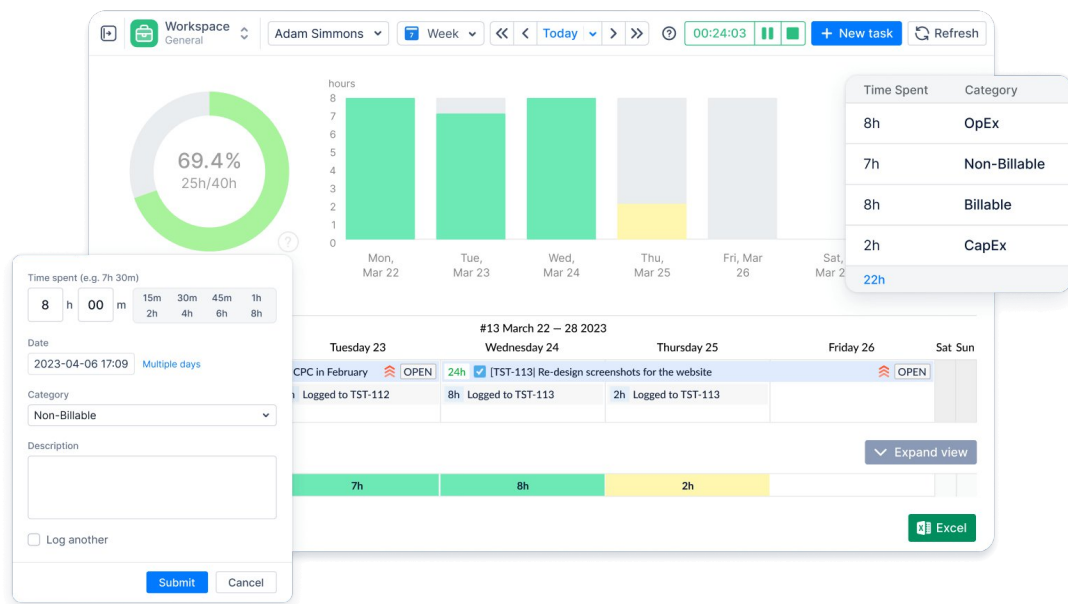 Workspace
General
Adam Simmons
7 Week
Today
00:24:03
+ New task
Refresh
69.4%
25h/40h
?
hours
8
7
6
5
4
3
2
1
0
Mon,
Mar 22
Tue,
Mar 23
Wed,
Mar 24
Thu,
Mar 25
Fri, Mar
26
Sat,
Mar 2
Time Spent Category
8h OpEx
7h Non-Billable
8h Billable
2h CapEx
22h
Time spent (e.g. 7h 30m)
8 h 00 m
15m 30m 45m 1h
2h 4h 6h 8h
Date
2023-04-06 17:09 Multiple days
Category
Non-Billable
Description
Log another
Submit Cancel
#13 March 22 — 28 2023
Tuesday 23 Wednesday 24 Thursday 25 Friday 26 Sat Sun
CPC in February OPEN 24h [TST-113| Re-design screenshots for the website OPEN
Logged to TST-112 8h Logged to TST-113 2h Logged to TST-113
Expand view
7h 8h 2h
Excel